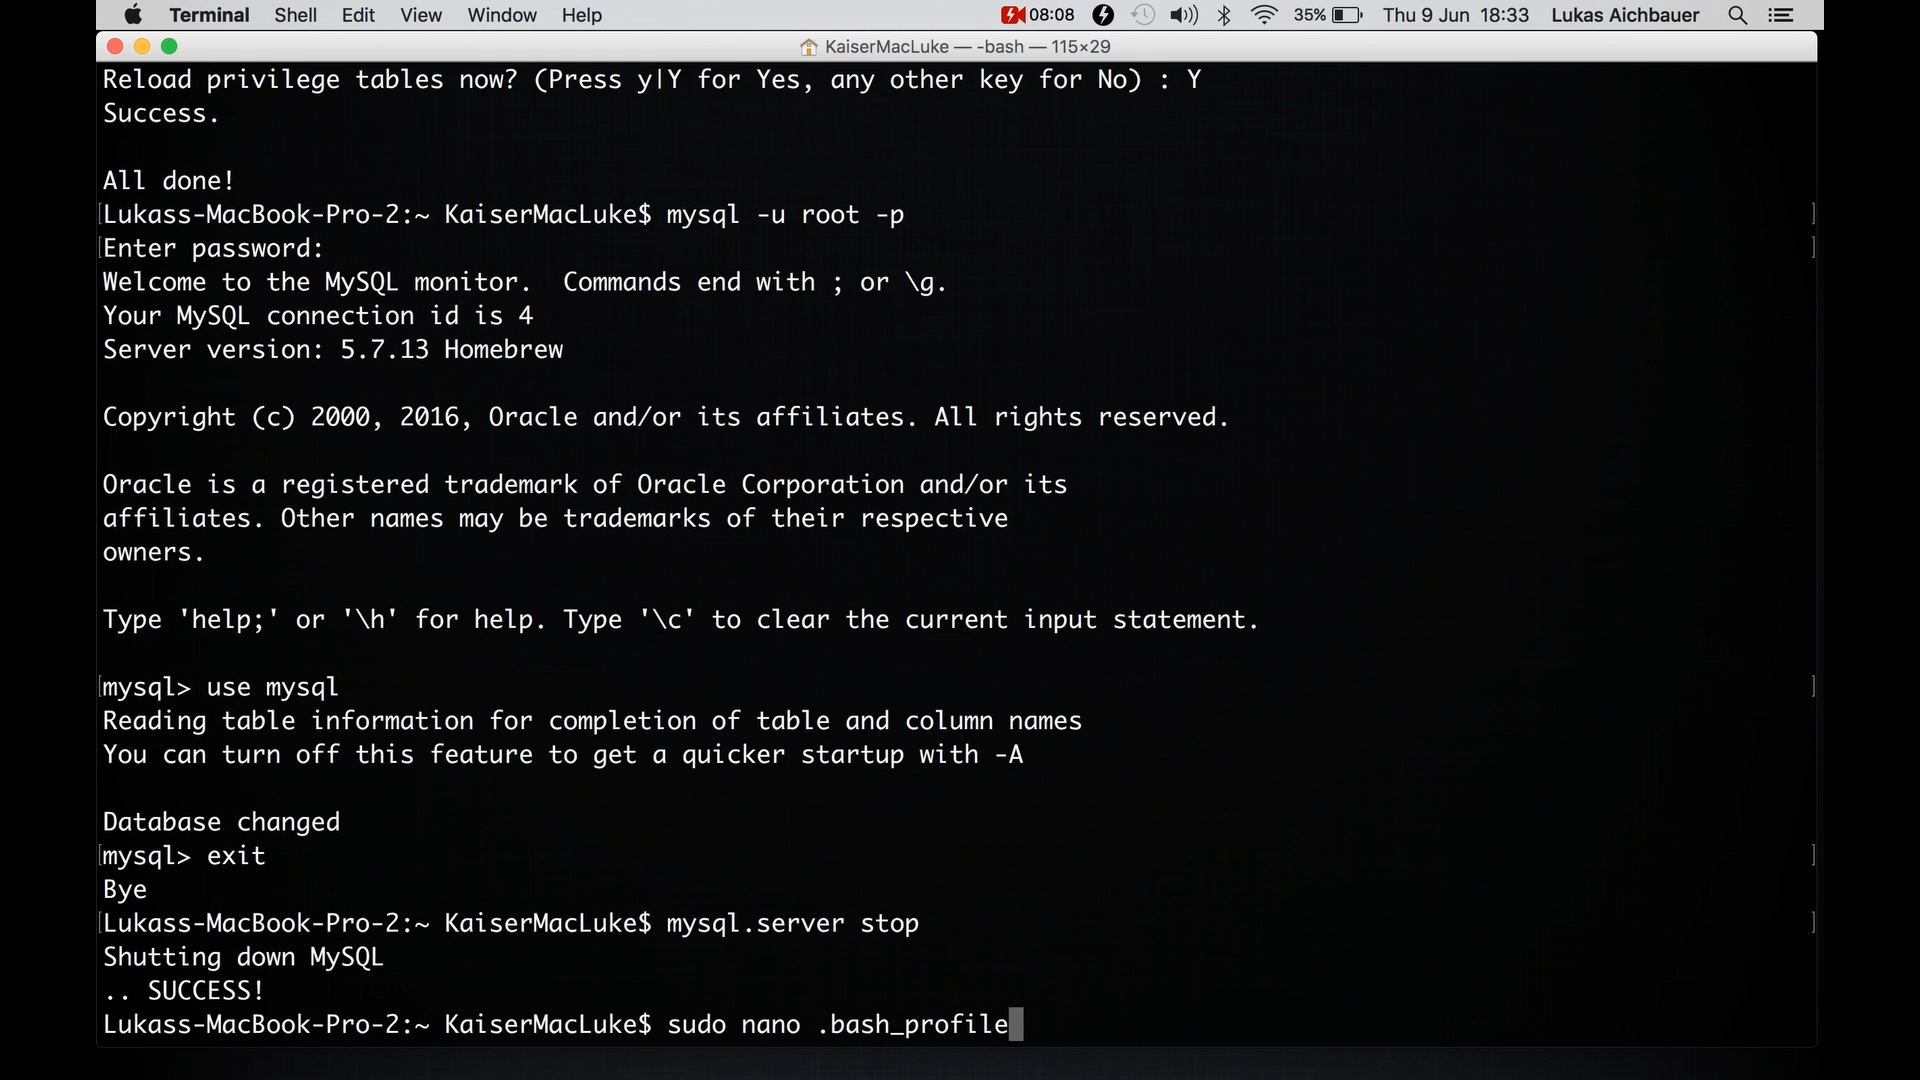 Terminal Shell Edit View Window Help 08:08 35% Thu 9 Jun 18:33 Lukas Aichbauer
KaiserMacLuke — -bash — 115×29
Reload privilege tables now? (Press y|Y for Yes, any other key for No) : Y
Success.
All done!
[Lukass-MacBook-Pro-2:~ KaiserMacLuke$ mysql -u root -p ]
[Enter password: ]
Welcome to the MySQL monitor.  Commands end with ; or \g.
Your MySQL connection id is 4
Server version: 5.7.13 Homebrew
Copyright (c) 2000, 2016, Oracle and/or its affiliates. All rights reserved.
Oracle is a registered trademark of Oracle Corporation and/or its
affiliates. Other names may be trademarks of their respective
owners.
Type 'help;' or '\h' for help. Type '\c' to clear the current input statement.
[mysql> use mysql ]
Reading table information for completion of table and column names
You can turn off this feature to get a quicker startup with -A
Database changed
[mysql> exit ]
Bye
[Lukass-MacBook-Pro-2:~ KaiserMacLuke$ mysql.server stop ]
Shutting down MySQL
.. SUCCESS!
Lukass-MacBook-Pro-2:~ KaiserMacLuke$ sudo nano .bash_profile